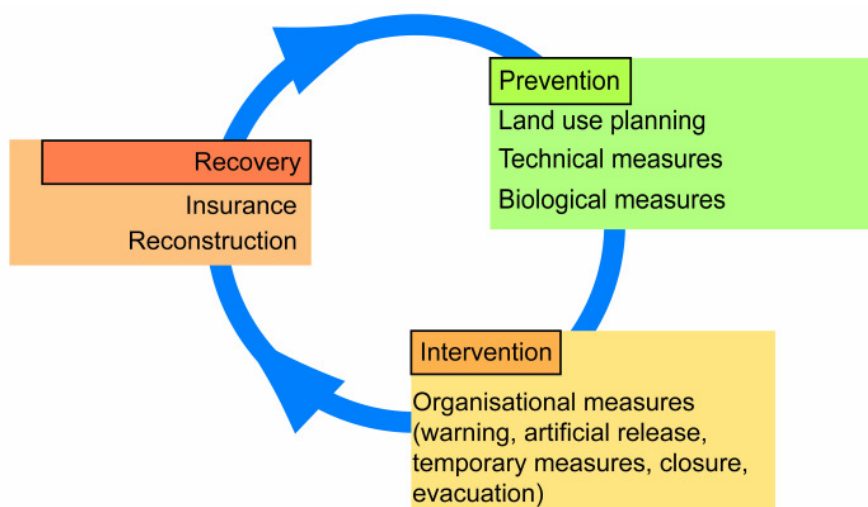 Prevention
Land use planning
Technical measures
Biological measures
Recovery
Insurance
Reconstruction
Intervention
Organisational measures
(warning, artificial release,
temporary measures, closure,
evacuation)